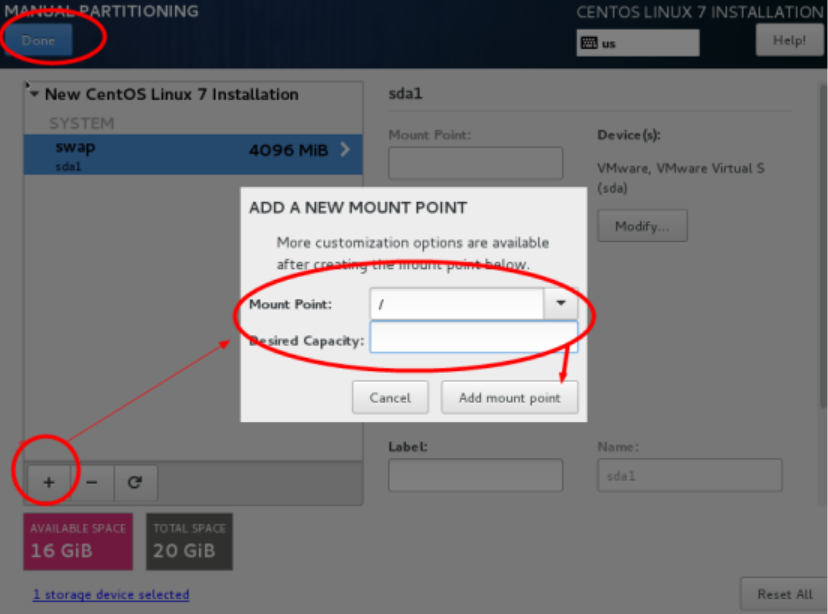 MANUAL PARTITIONING
CENTOS LINUX 7 INSTALLATION
Done
us
Help!
New CentOS Linux 7 Installation
SYSTEM
swap
4096 MiB
sda1
sda1
Mount Point:
Device(s):
VMware, VMware Virtual S
(sda)
Modify...
ADD A NEW MOUNT POINT
More customization options are available
after creating the mount point below.
Mount Point:
/
Desired Capacity:
Cancel
Add mount point
Label:
Name:
sda1
+
−
AVAILABLE SPACE
16 GiB
TOTAL SPACE
20 GiB
1 storage device selected
Reset All